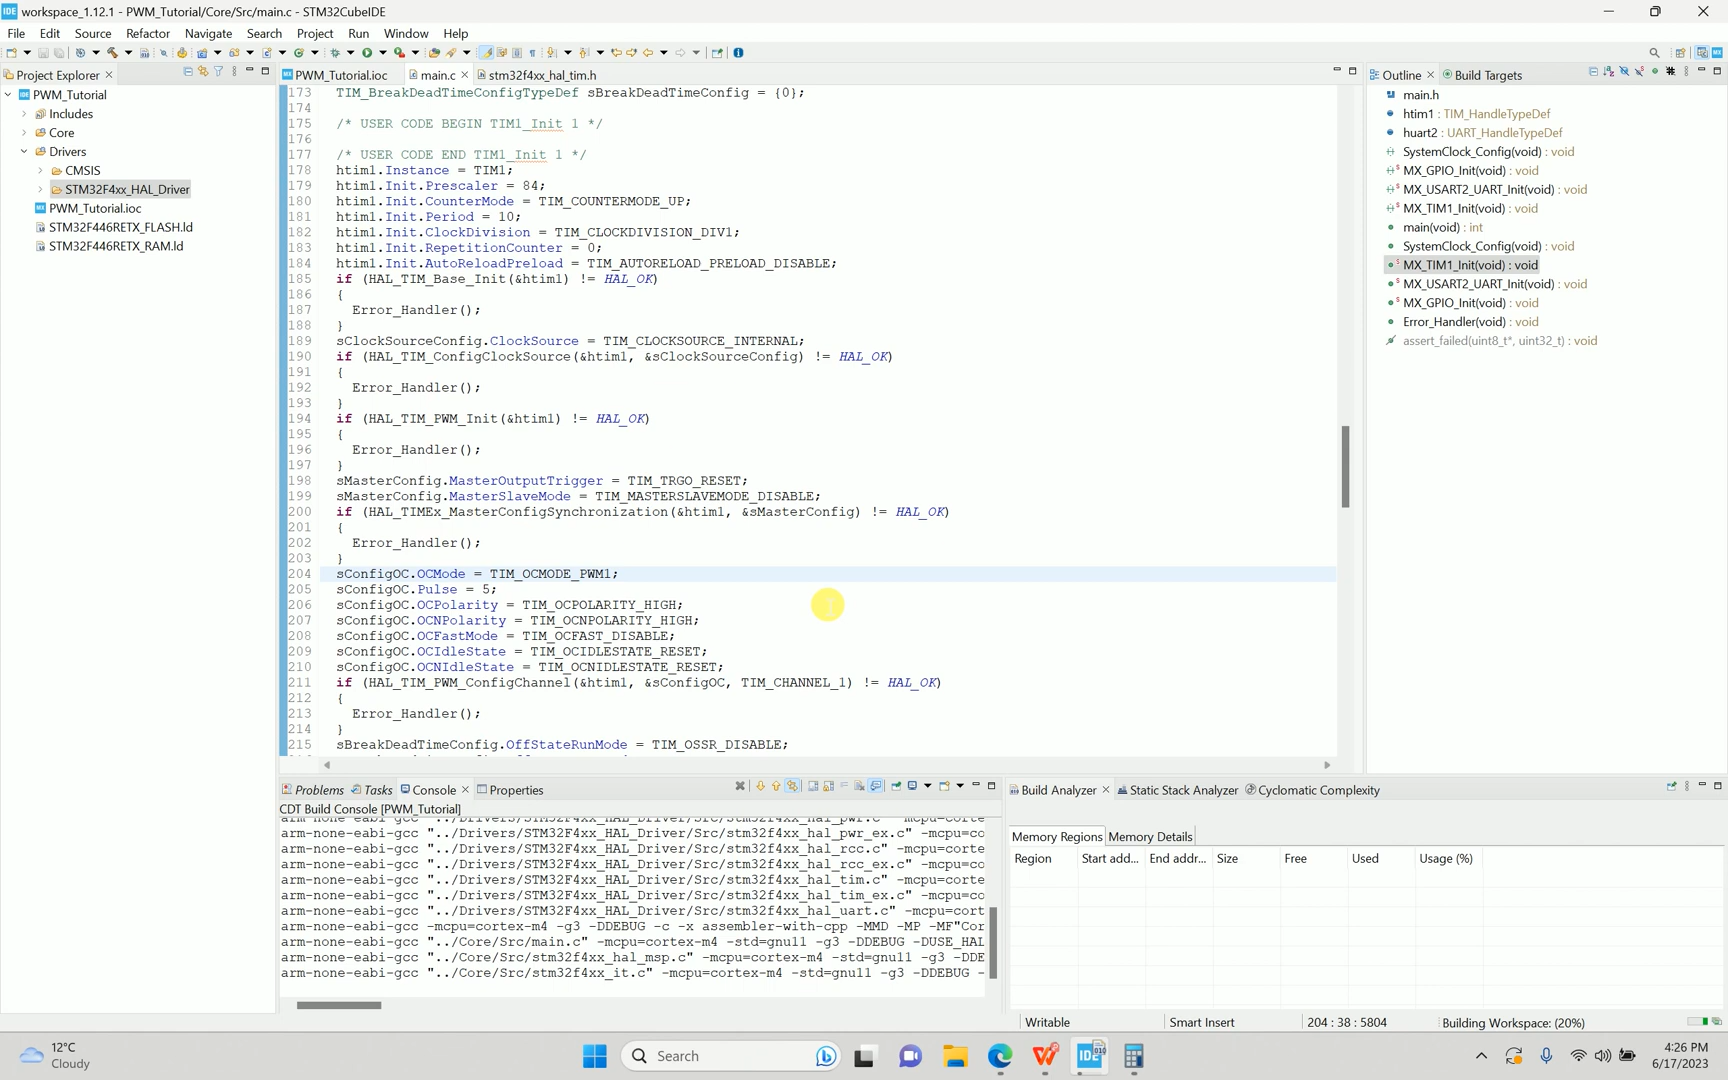 IDE workspace_1.12.1 - PWM_Tutorial/Core/Src/main.c - STM32CubeIDE
File Edit Source Refactor Navigate Search Project Run Window Help
Project Explorer
PWM_Tutorial
Includes
Core
Drivers
CMSIS
STM32F4xx_HAL_Driver
PWM_Tutorial.ioc
STM32F446RETX_FLASH.ld
STM32F446RETX_RAM.ld
PWM_Tutorial.ioc main.c stm32f4xx_hal_tim.h
173 TIM_BreakDeadTimeConfigTypeDef sBreakDeadTimeConfig = {0};
174
175 /* USER CODE BEGIN TIM1_Init 1 */
176
177 /* USER CODE END TIM1_Init 1 */
178 htim1.Instance = TIM1;
179 htim1.Init.Prescaler = 84;
180 htim1.Init.CounterMode = TIM_COUNTERMODE_UP;
181 htim1.Init.Period = 10;
182 htim1.Init.ClockDivision = TIM_CLOCKDIVISION_DIV1;
183 htim1.Init.RepetitionCounter = 0;
184 htim1.Init.AutoReloadPreload = TIM_AUTORELOAD_PRELOAD_DISABLE;
185 if (HAL_TIM_Base_Init(&htim1) != HAL_OK)
186 {
187 Error_Handler();
188 }
189 sClockSourceConfig.ClockSource = TIM_CLOCKSOURCE_INTERNAL;
190 if (HAL_TIM_ConfigClockSource(&htim1, &sClockSourceConfig) != HAL_OK)
191 {
192 Error_Handler();
193 }
194 if (HAL_TIM_PWM_Init(&htim1) != HAL_OK)
195 {
196 Error_Handler();
197 }
198 sMasterConfig.MasterOutputTrigger = TIM_TRGO_RESET;
199 sMasterConfig.MasterSlaveMode = TIM_MASTERSLAVEMODE_DISABLE;
200 if (HAL_TIMEx_MasterConfigSynchronization(&htim1, &sMasterConfig) != HAL_OK)
201 {
202 Error_Handler();
203 }
204 sConfigOC.OCMode = TIM_OCMODE_PWM1;
205 sConfigOC.Pulse = 5;
206 sConfigOC.OCPolarity = TIM_OCPOLARITY_HIGH;
207 sConfigOC.OCNPolarity = TIM_OCNPOLARITY_HIGH;
208 sConfigOC.OCFastMode = TIM_OCFAST_DISABLE;
209 sConfigOC.OCIdleState = TIM_OCIDLESTATE_RESET;
210 sConfigOC.OCNIdleState = TIM_OCNIDLESTATE_RESET;
211 if (HAL_TIM_PWM_ConfigChannel(&htim1, &sConfigOC, TIM_CHANNEL_1) != HAL_OK)
212 {
213 Error_Handler();
214 }
215 sBreakDeadTimeConfig.OffStateRunMode = TIM_OSSR_DISABLE;
Outline Build Targets
main.h
htim1 : TIM_HandleTypeDef
huart2 : UART_HandleTypeDef
SystemClock_Config(void) : void
MX_GPIO_Init(void) : void
MX_USART2_UART_Init(void) : void
MX_TIM1_Init(void) : void
main(void) : int
SystemClock_Config(void) : void
MX_TIM1_Init(void) : void
MX_USART2_UART_Init(void) : void
MX_GPIO_Init(void) : void
Error_Handler(void) : void
assert_failed(uint8_t*, uint32_t) : void
Problems Tasks Console Properties
CDT Build Console [PWM_Tutorial]
arm-none-eabi-gcc "../Drivers/STM32F4xx_HAL_Driver/Src/stm32f4xx_hal_pwr.c" -mcpu=corte
arm-none-eabi-gcc "../Drivers/STM32F4xx_HAL_Driver/Src/stm32f4xx_hal_pwr_ex.c" -mcpu=co
arm-none-eabi-gcc "../Drivers/STM32F4xx_HAL_Driver/Src/stm32f4xx_hal_rcc.c" -mcpu=corte
arm-none-eabi-gcc "../Drivers/STM32F4xx_HAL_Driver/Src/stm32f4xx_hal_rcc_ex.c" -mcpu=co
arm-none-eabi-gcc "../Drivers/STM32F4xx_HAL_Driver/Src/stm32f4xx_hal_tim.c" -mcpu=corte
arm-none-eabi-gcc "../Drivers/STM32F4xx_HAL_Driver/Src/stm32f4xx_hal_tim_ex.c" -mcpu=co
arm-none-eabi-gcc "../Drivers/STM32F4xx_HAL_Driver/Src/stm32f4xx_hal_uart.c" -mcpu=cort
arm-none-eabi-gcc -mcpu=cortex-m4 -g3 -DDEBUG -c -x assembler-with-cpp -MMD -MP -MF"Cor
arm-none-eabi-gcc "../Core/Src/main.c" -mcpu=cortex-m4 -std=gnu11 -g3 -DDEBUG -DUSE_HAL
arm-none-eabi-gcc "../Core/Src/stm32f4xx_hal_msp.c" -mcpu=cortex-m4 -std=gnu11 -g3 -DDE
arm-none-eabi-gcc "../Core/Src/stm32f4xx_it.c" -mcpu=cortex-m4 -std=gnu11 -g3 -DDEBUG -
Build Analyzer Static Stack Analyzer Cyclomatic Complexity
Memory Regions Memory Details
Region Start add... End addr... Size Free Used Usage (%)
Writable Smart Insert 204 : 38 : 5804 Building Workspace: (20%)
12°C
Cloudy
Search
IDE
4:26 PM
6/17/2023